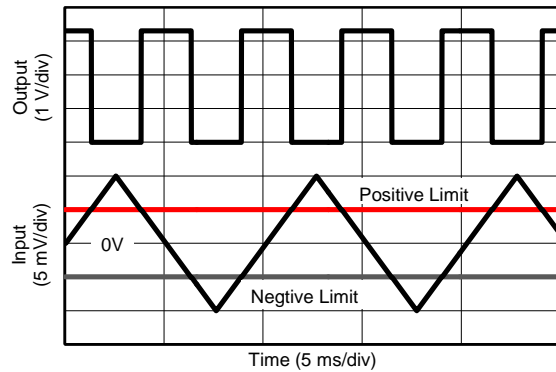 Output
(1 V/div)
Positive Limit
Input
(5 mV/div)
0V
Negtive Limit
Time (5 ms/div)